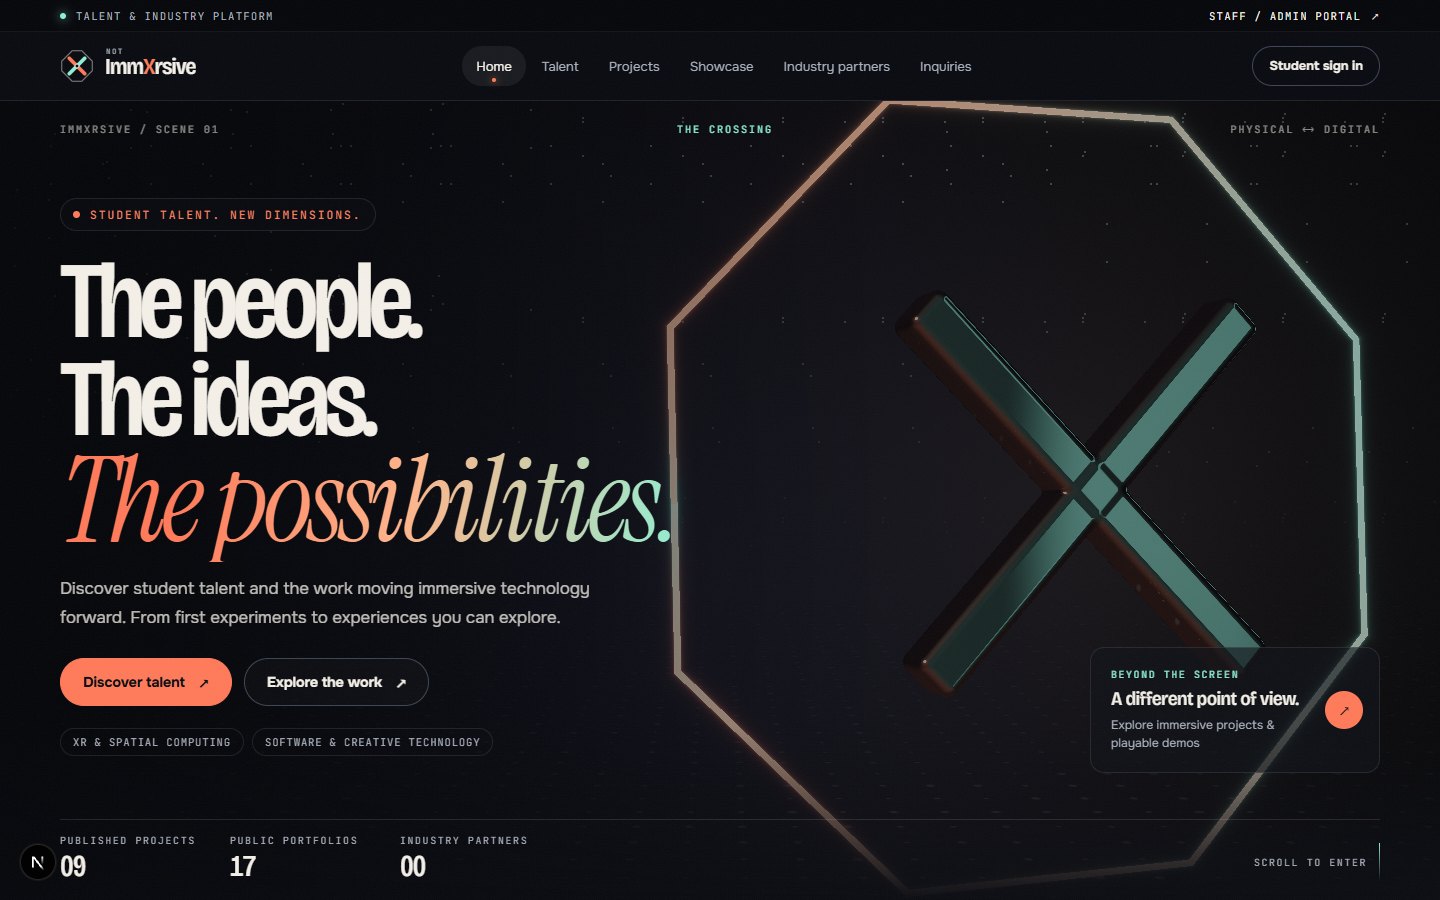 TALENT & INDUSTRY PLATFORM
STAFF / ADMIN PORTAL ↗
NOT
ImmXrsive
Home
Talent
Projects
Showcase
Industry partners
Inquiries
Student sign in
IMMXRSIVE / SCENE 01
THE CROSSING
PHYSICAL ↔ DIGITAL
STUDENT TALENT. NEW DIMENSIONS.
The people.
The ideas.
The possibilities.
Discover student talent and the work moving immersive technology
forward. From first experiments to experiences you can explore.
Discover talent ↗
Explore the work ↗
XR & SPATIAL COMPUTING
SOFTWARE & CREATIVE TECHNOLOGY
BEYOND THE SCREEN
A different point of view.
Explore immersive projects &
playable demos
↗
PUBLISHED PROJECTS
09
PUBLIC PORTFOLIOS
17
INDUSTRY PARTNERS
00
SCROLL TO ENTER
N